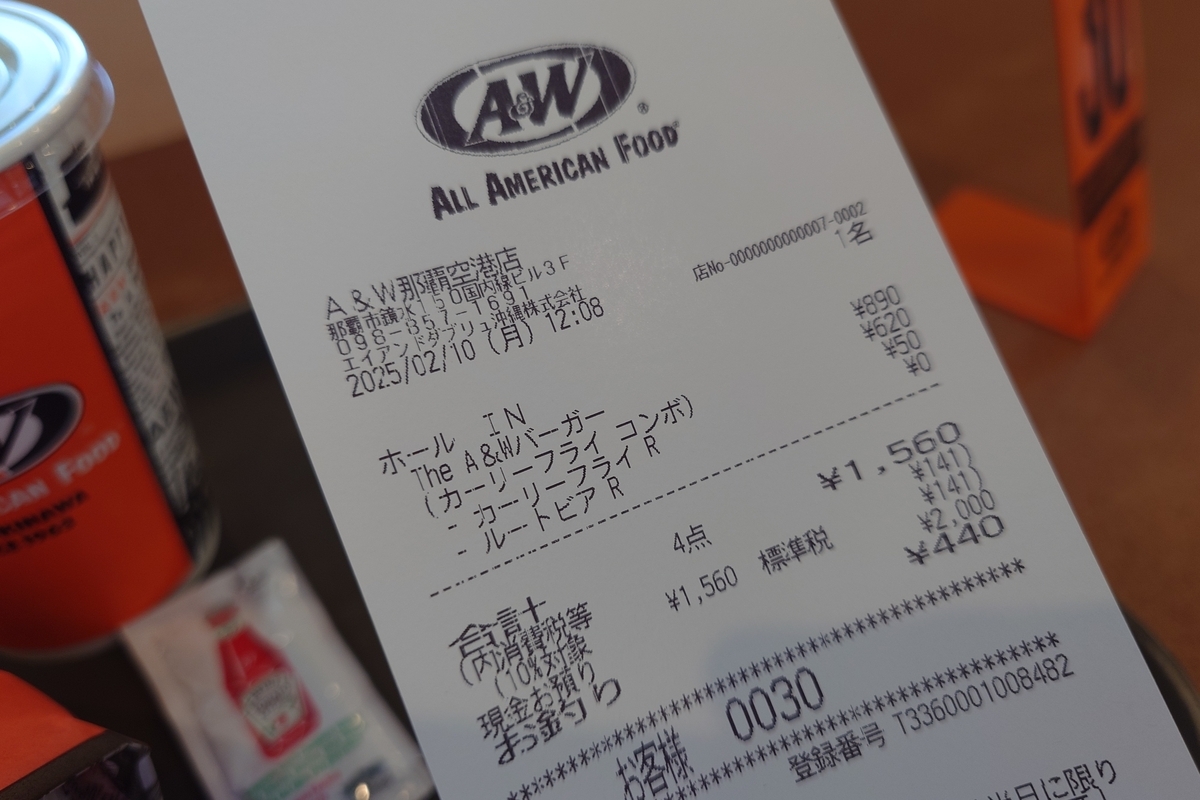 A&W
ALL AMERICAN FOOD
店No-0000000000007-0002
A&W那覇空港店 1名
那覇市鏡水150国内線ビル3F
098-857-1691
エイアンドダブリュ沖縄株式会社
2025/02/10 (月) 12:08
ホール IN
The A&Wバーガー ¥890
(カーリーフライ コンボ) ¥620
- カーリーフライ R ¥50
- ルートビア R ¥0
合計 4点 ¥1,560
(内消費税等 ¥141)
(10%対象 ¥1,560 標準税 ¥141)
現金お預り ¥2,000
お釣り ¥440
********************************
お客様 0030
********************************
登録番号 T3360001008482
当日に限り
30